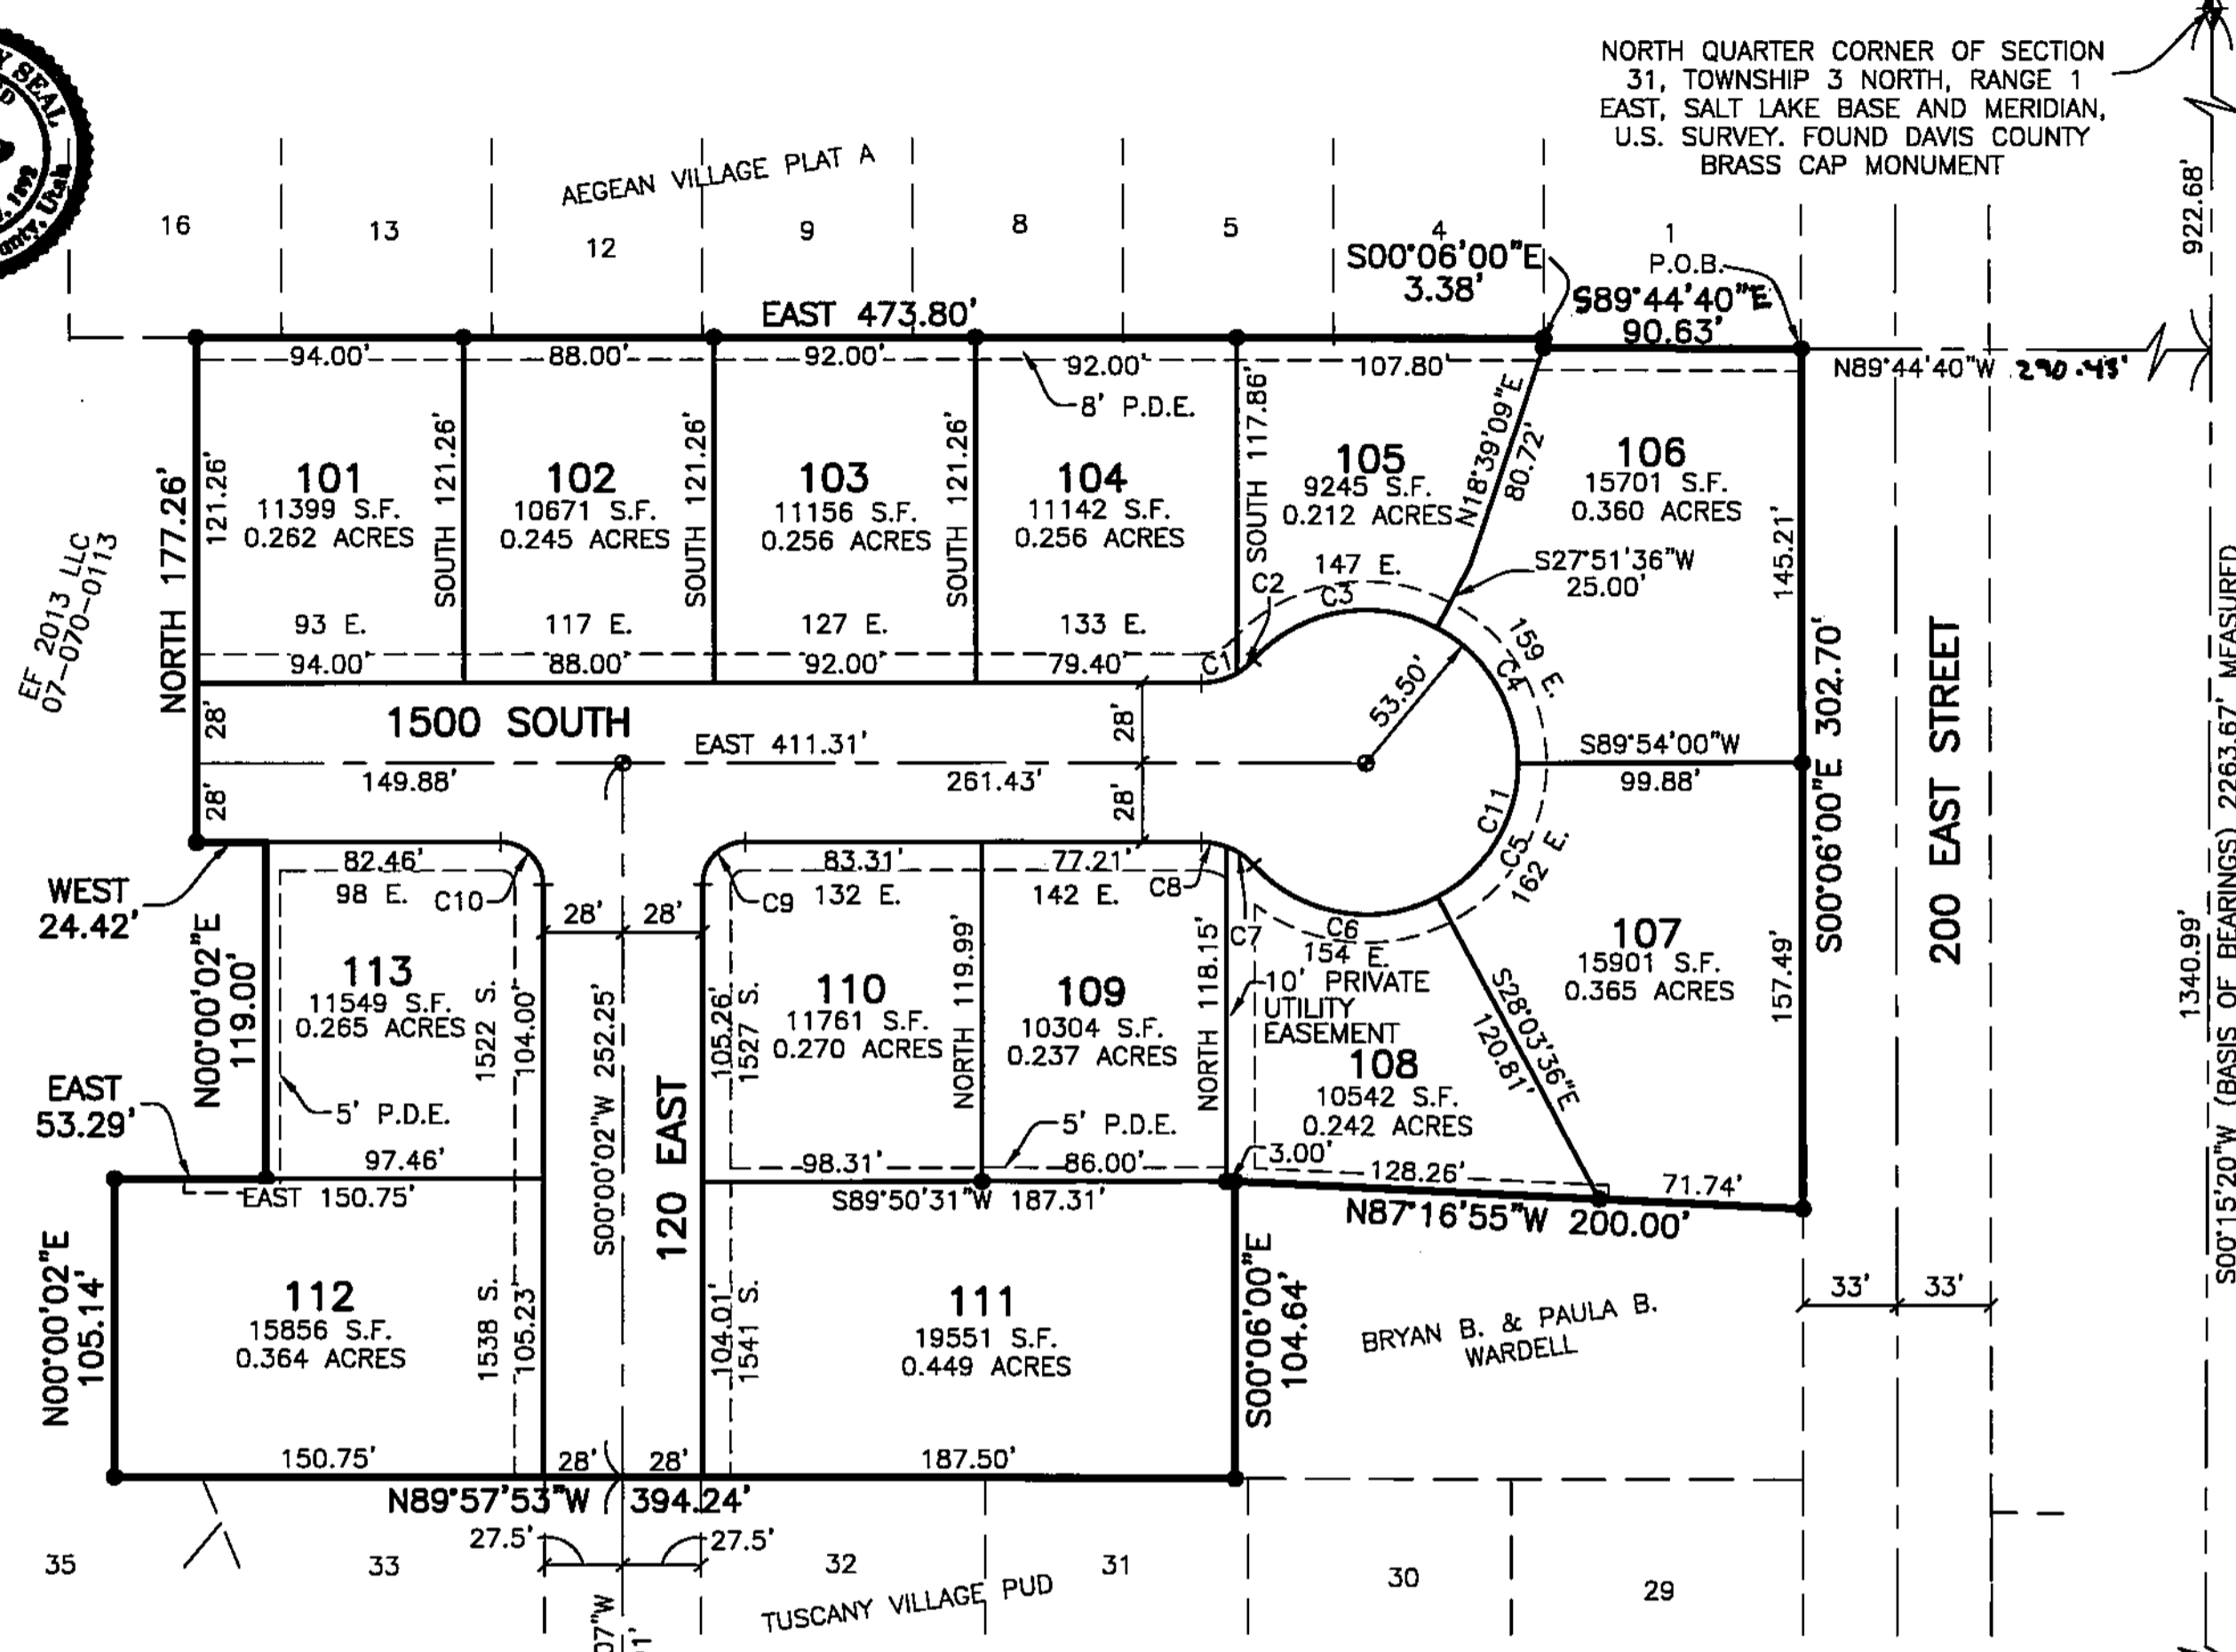 Y SEAL
1892
unty, Utah
NORTH QUARTER CORNER OF SECTION
31, TOWNSHIP 3 NORTH, RANGE 1
EAST, SALT LAKE BASE AND MERIDIAN,
U.S. SURVEY. FOUND DAVIS COUNTY
BRASS CAP MONUMENT
922.68'
AEGEAN VILLAGE PLAT A
16
13
12
9
8
5
4
1
S00°06'00"E
3.38'
P.O.B.
S89°44'40"E
90.63'
N89°44'40"W 290.43'
EAST 473.80'
94.00'
88.00'
92.00'
92.00'
107.80'
8' P.D.E.
EF 2013 LLC
07-070-0113
NORTH 177.26'
121.26'
101
11399 S.F.
0.262 ACRES
93 E.
94.00'
SOUTH 121.26'
102
10671 S.F.
0.245 ACRES
117 E.
88.00'
SOUTH 121.26'
103
11156 S.F.
0.256 ACRES
127 E.
92.00'
SOUTH 121.26'
104
11142 S.F.
0.256 ACRES
133 E.
79.40'
SOUTH 117.86'
105
9245 S.F.
0.212 ACRES
147 E.
N18°39'09"E
80.72'
S27°51'36"W
25.00'
106
15701 S.F.
0.360 ACRES
145.21'
159 E.
C1
C2
C3
C4
53.50'
28'
28'
1500 SOUTH
EAST 411.31'
149.88'
261.43'
28'
28'
S89°54'00"W
99.88'
S00°06'00"E 302.70'
200 EAST STREET
C11
C5
162 E.
WEST
24.42'
N00°00'02"E
119.00'
82.46'
98 E.
C10
113
11549 S.F.
0.265 ACRES
1522 S.
104.00'
5' P.D.E.
97.46'
28'
28'
C9
83.31'
132 E.
110
11761 S.F.
0.270 ACRES
105.26'
1527 S.
98.31'
NORTH 119.99'
77.21'
142 E.
C8
109
10304 S.F.
0.237 ACRES
5' P.D.E.
86.00'
NORTH 118.15'
C7
C6
154 E.
10' PRIVATE
UTILITY
EASEMENT
108
10542 S.F.
0.242 ACRES
3.00'
128.26'
S28°03'36"E
120.81'
107
15901 S.F.
0.365 ACRES
157.49'
71.74'
N87°16'55"W 200.00'
EAST
53.29'
EAST 150.75'
S00°00'02"W 252.25'
120 EAST
S89°50'31"W 187.31'
N00°00'02"E
105.14'
112
15856 S.F.
0.364 ACRES
1538 S.
105.23'
150.75'
28'
28'
104.01'
1541 S.
111
19551 S.F.
0.449 ACRES
187.50'
S00°06'00"E
104.64'
BRYAN B. & PAULA B.
WARDELL
33'
33'
1340.99'
S00°15'20"W (BASIS OF BEARINGS) 2263.67' MEASURED
N89°57'53"W 394.24'
27.5'
27.5'
35
33
32
31
30
29
TUSCANY VILLAGE PUD
07"W